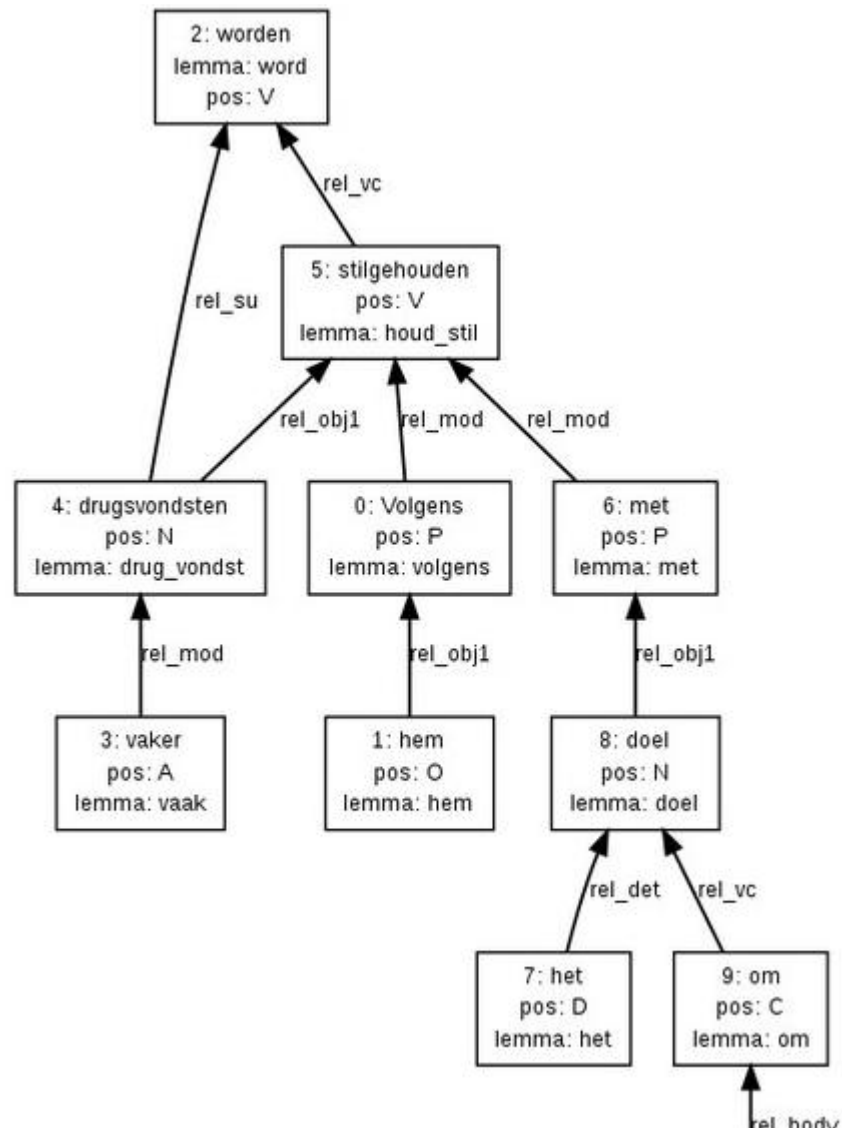 2: worden
lemma: word
pos: V
rel_vc
5: stilgehouden
pos: V
lemma: houd_stil
rel_su
rel_obj1
rel_mod
rel_mod
4: drugsvondsten
pos: N
lemma: drug_vondst
0: Volgens
pos: P
lemma: volgens
6: met
pos: P
lemma: met
rel_mod
rel_obj1
rel_obj1
3: vaker
pos: A
lemma: vaak
1: hem
pos: O
lemma: hem
8: doel
pos: N
lemma: doel
rel_det
rel_vc
7: het
pos: D
lemma: het
9: om
pos: C
lemma: om
rel_body